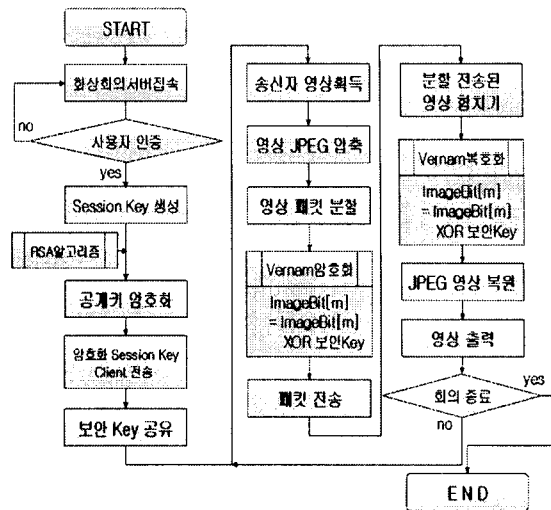 START
화상회의서버접속
no
사용자 인증
yes
Session Key 생성
RSA알고리즘
공개키 암호화
암호화 Session Key
Client 전송
보안 Key 공유
송신자 영상획득
영상 JPEG 압축
영상 패킷 분할
Vernam암호화
ImageBit[m]
= ImageBit[m]
XOR 보안Key
패킷 전송
분할 전송된
영상 합치기
Vernam복호화
ImageBit[m]
= ImageBit[m]
XOR 보안Key
JPEG 영상 복원
영상 출력
회의 종료
yes
no
END